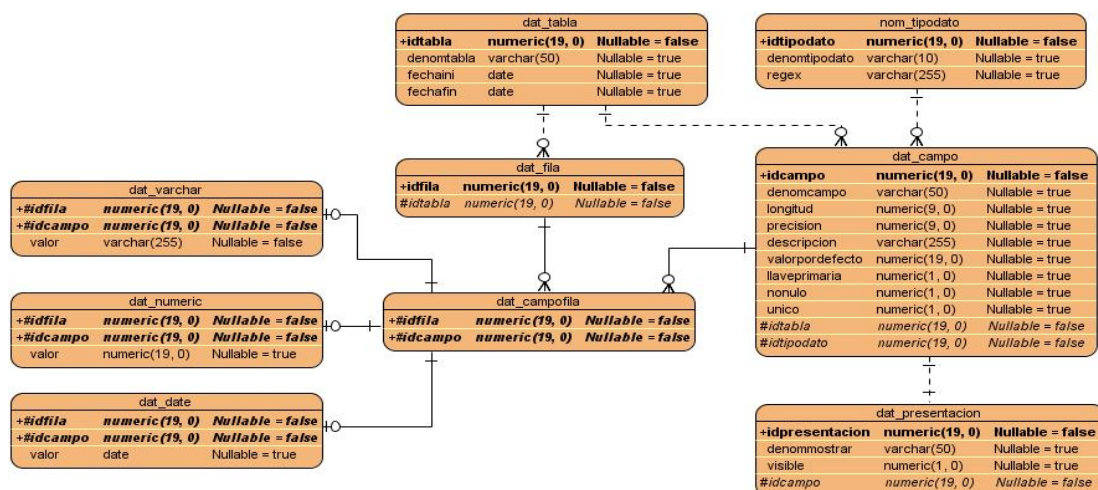 dat_tabla
+idtabla numeric(19, 0) Nullable = false
denomtabla varchar(50) Nullable = true
fechaini date Nullable = true
fechafin date Nullable = true
nom_tipodato
+idtipodato numeric(19, 0) Nullable = false
denomtipodato varchar(10) Nullable = true
regex varchar(255) Nullable = true
dat_fila
+idfila numeric(19, 0) Nullable = false
#idtabla numeric(19, 0) Nullable = false
dat_campo
+idcampo numeric(19, 0) Nullable = false
denomcampo varchar(50) Nullable = true
longitud numeric(9, 0) Nullable = true
precision numeric(9, 0) Nullable = true
descripcion varchar(255) Nullable = true
valorpordefecto numeric(19, 0) Nullable = true
llaveprimaria numeric(1, 0) Nullable = true
nonulo numeric(1, 0) Nullable = true
unico numeric(1, 0) Nullable = true
#idtabla numeric(19, 0) Nullable = false
#idtipodato numeric(19, 0) Nullable = false
dat_varchar
+#idfila numeric(19, 0) Nullable = false
+#idcampo numeric(19, 0) Nullable = false
valor varchar(255) Nullable = false
dat_numeric
+#idfila numeric(19, 0) Nullable = false
+#idcampo numeric(19, 0) Nullable = false
valor numeric(19, 0) Nullable = true
dat_campofila
+#idfila numeric(19, 0) Nullable = false
+#idcampo numeric(19, 0) Nullable = false
dat_date
+#idfila numeric(19, 0) Nullable = false
+#idcampo numeric(19, 0) Nullable = false
valor date Nullable = true
dat_presentacion
+idpresentacion numeric(19, 0) Nullable = false
denommostrar varchar(50) Nullable = true
visible numeric(1, 0) Nullable = true
#idcampo numeric(19, 0) Nullable = false